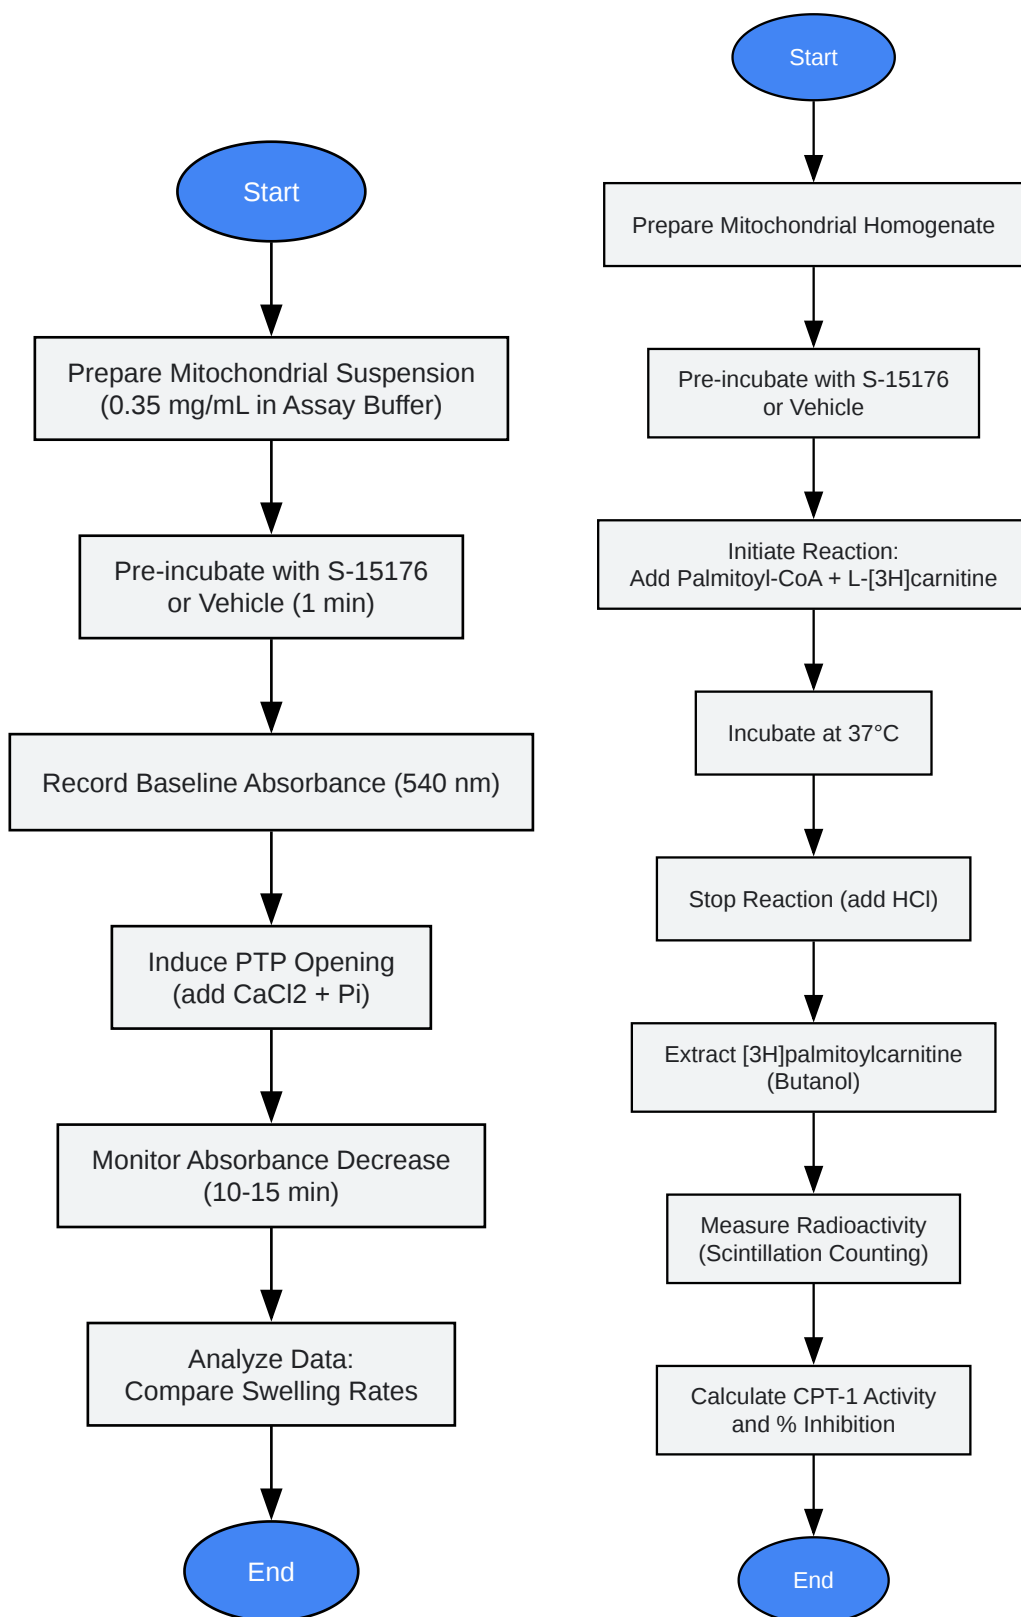 Start
Prepare Mitochondrial Suspension
(0.35 mg/mL in Assay Buffer)
Pre-incubate with S-15176
or Vehicle (1 min)
Record Baseline Absorbance (540 nm)
Induce PTP Opening
(add CaCl2 + Pi)
Monitor Absorbance Decrease
(10-15 min)
Analyze Data:
Compare Swelling Rates
End
Start
Prepare Mitochondrial Homogenate
Pre-incubate with S-15176
or Vehicle
Initiate Reaction:
Add Palmitoyl-CoA + L-[3H]carnitine
Incubate at 37°C
Stop Reaction (add HCl)
Extract [3H]palmitoylcarnitine
(Butanol)
Measure Radioactivity
(Scintillation Counting)
Calculate CPT-1 Activity
and % Inhibition
End